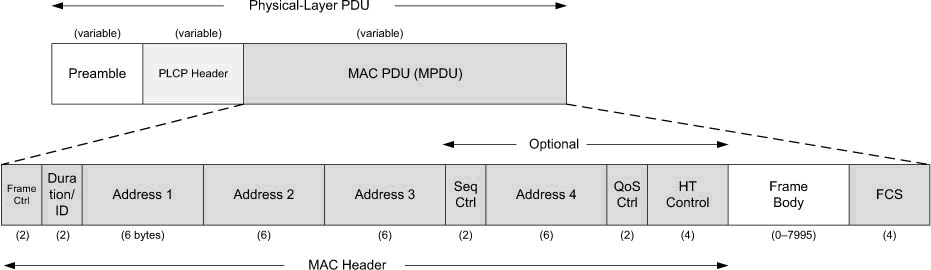 Physical-Layer PDU
(variable) (variable) (variable)
Preamble PLCP Header MAC PDU (MPDU)
Optional
Frame Ctrl Dura tion/ ID Address 1 Address 2 Address 3 Seq Ctrl Address 4 QoS Ctrl HT Control Frame Body FCS
(2) (2) (6 bytes) (6) (6) (2) (6) (2) (4) (0–7995) (4)
MAC Header